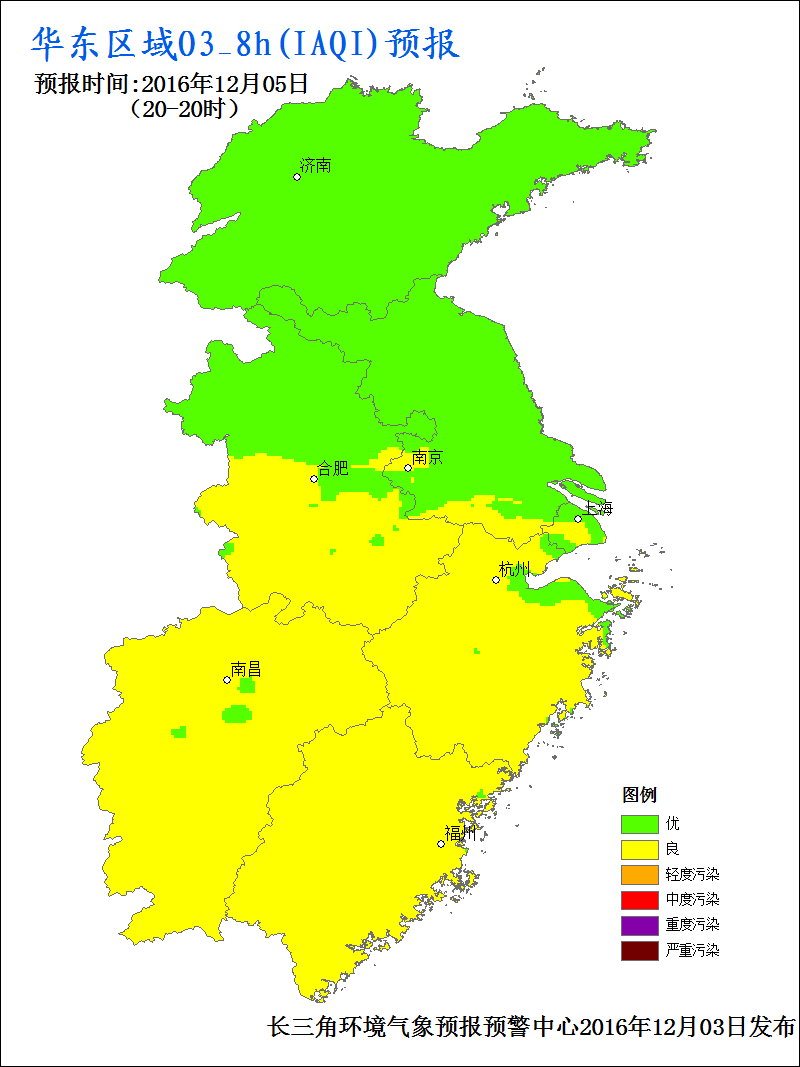 华东区域O3_8h(IAQI)预报
预报时间:2016年12月05日
（20-20时）
济南
南京
合肥
上海
杭州
南昌
福州
图例
优
良
轻度污染
中度污染
重度污染
严重污染
长三角环境气象预报预警中心2016年12月03日发布